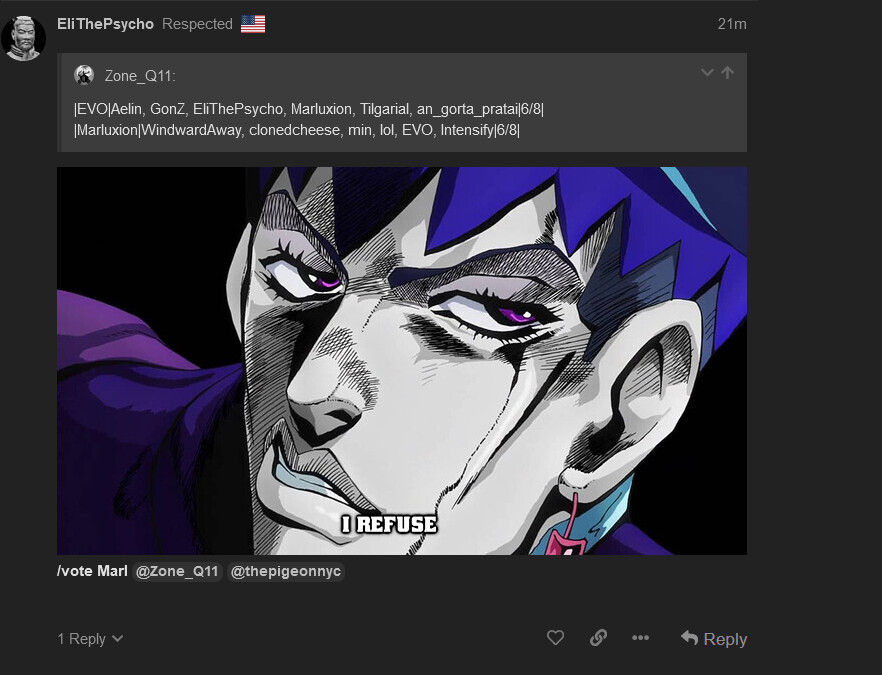 EliThePsycho Respected 21m
Zone_Q11:
|EVO|Aelin, GonZ, EliThePsycho, Marluxion, Tilgarial, an_gorta_pratai|6/8|
|Marluxion|WindwardAway, clonedcheese, min, lol, EVO, Intensify|6/8|
I REFUSE
/vote Marl @Zone_Q11 @thepigeonnyc
1 Reply Reply